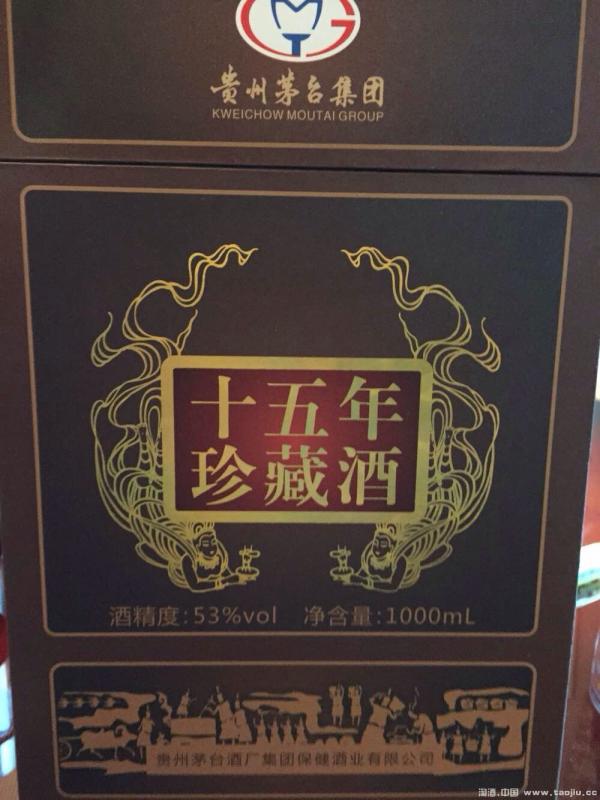 贵州茅台集团
KWEICHOW MOUTAI GROUP
十五年
珍藏酒
酒精度:53%vol 净含量:1000mL
贵州茅台酒厂集团保健酒业有限公司
淘酒.中国 www.taojiu.cc